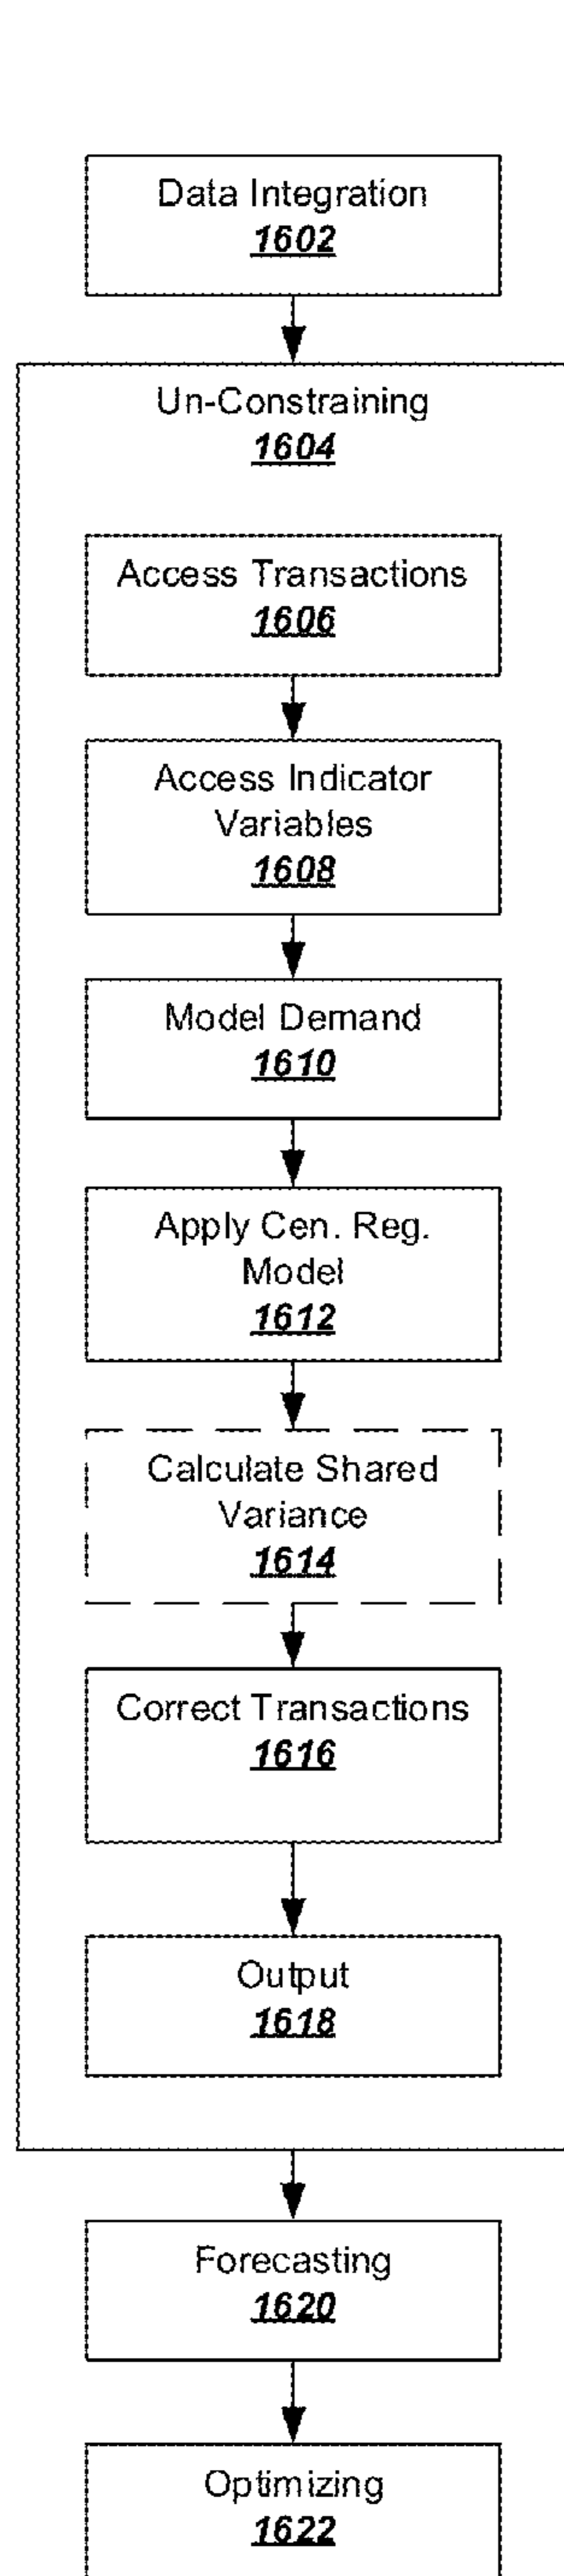 Data Integration
1602
Un-Constraining
1604
Access Transactions
1606
Access Indicator
Variables
1608
Model Demand
1610
Apply Cen. Reg.
Model
1612
Calculate Shared
Variance
1614
Correct Transactions
1616
Output
1618
Forecasting
1620
Optimizing
1622